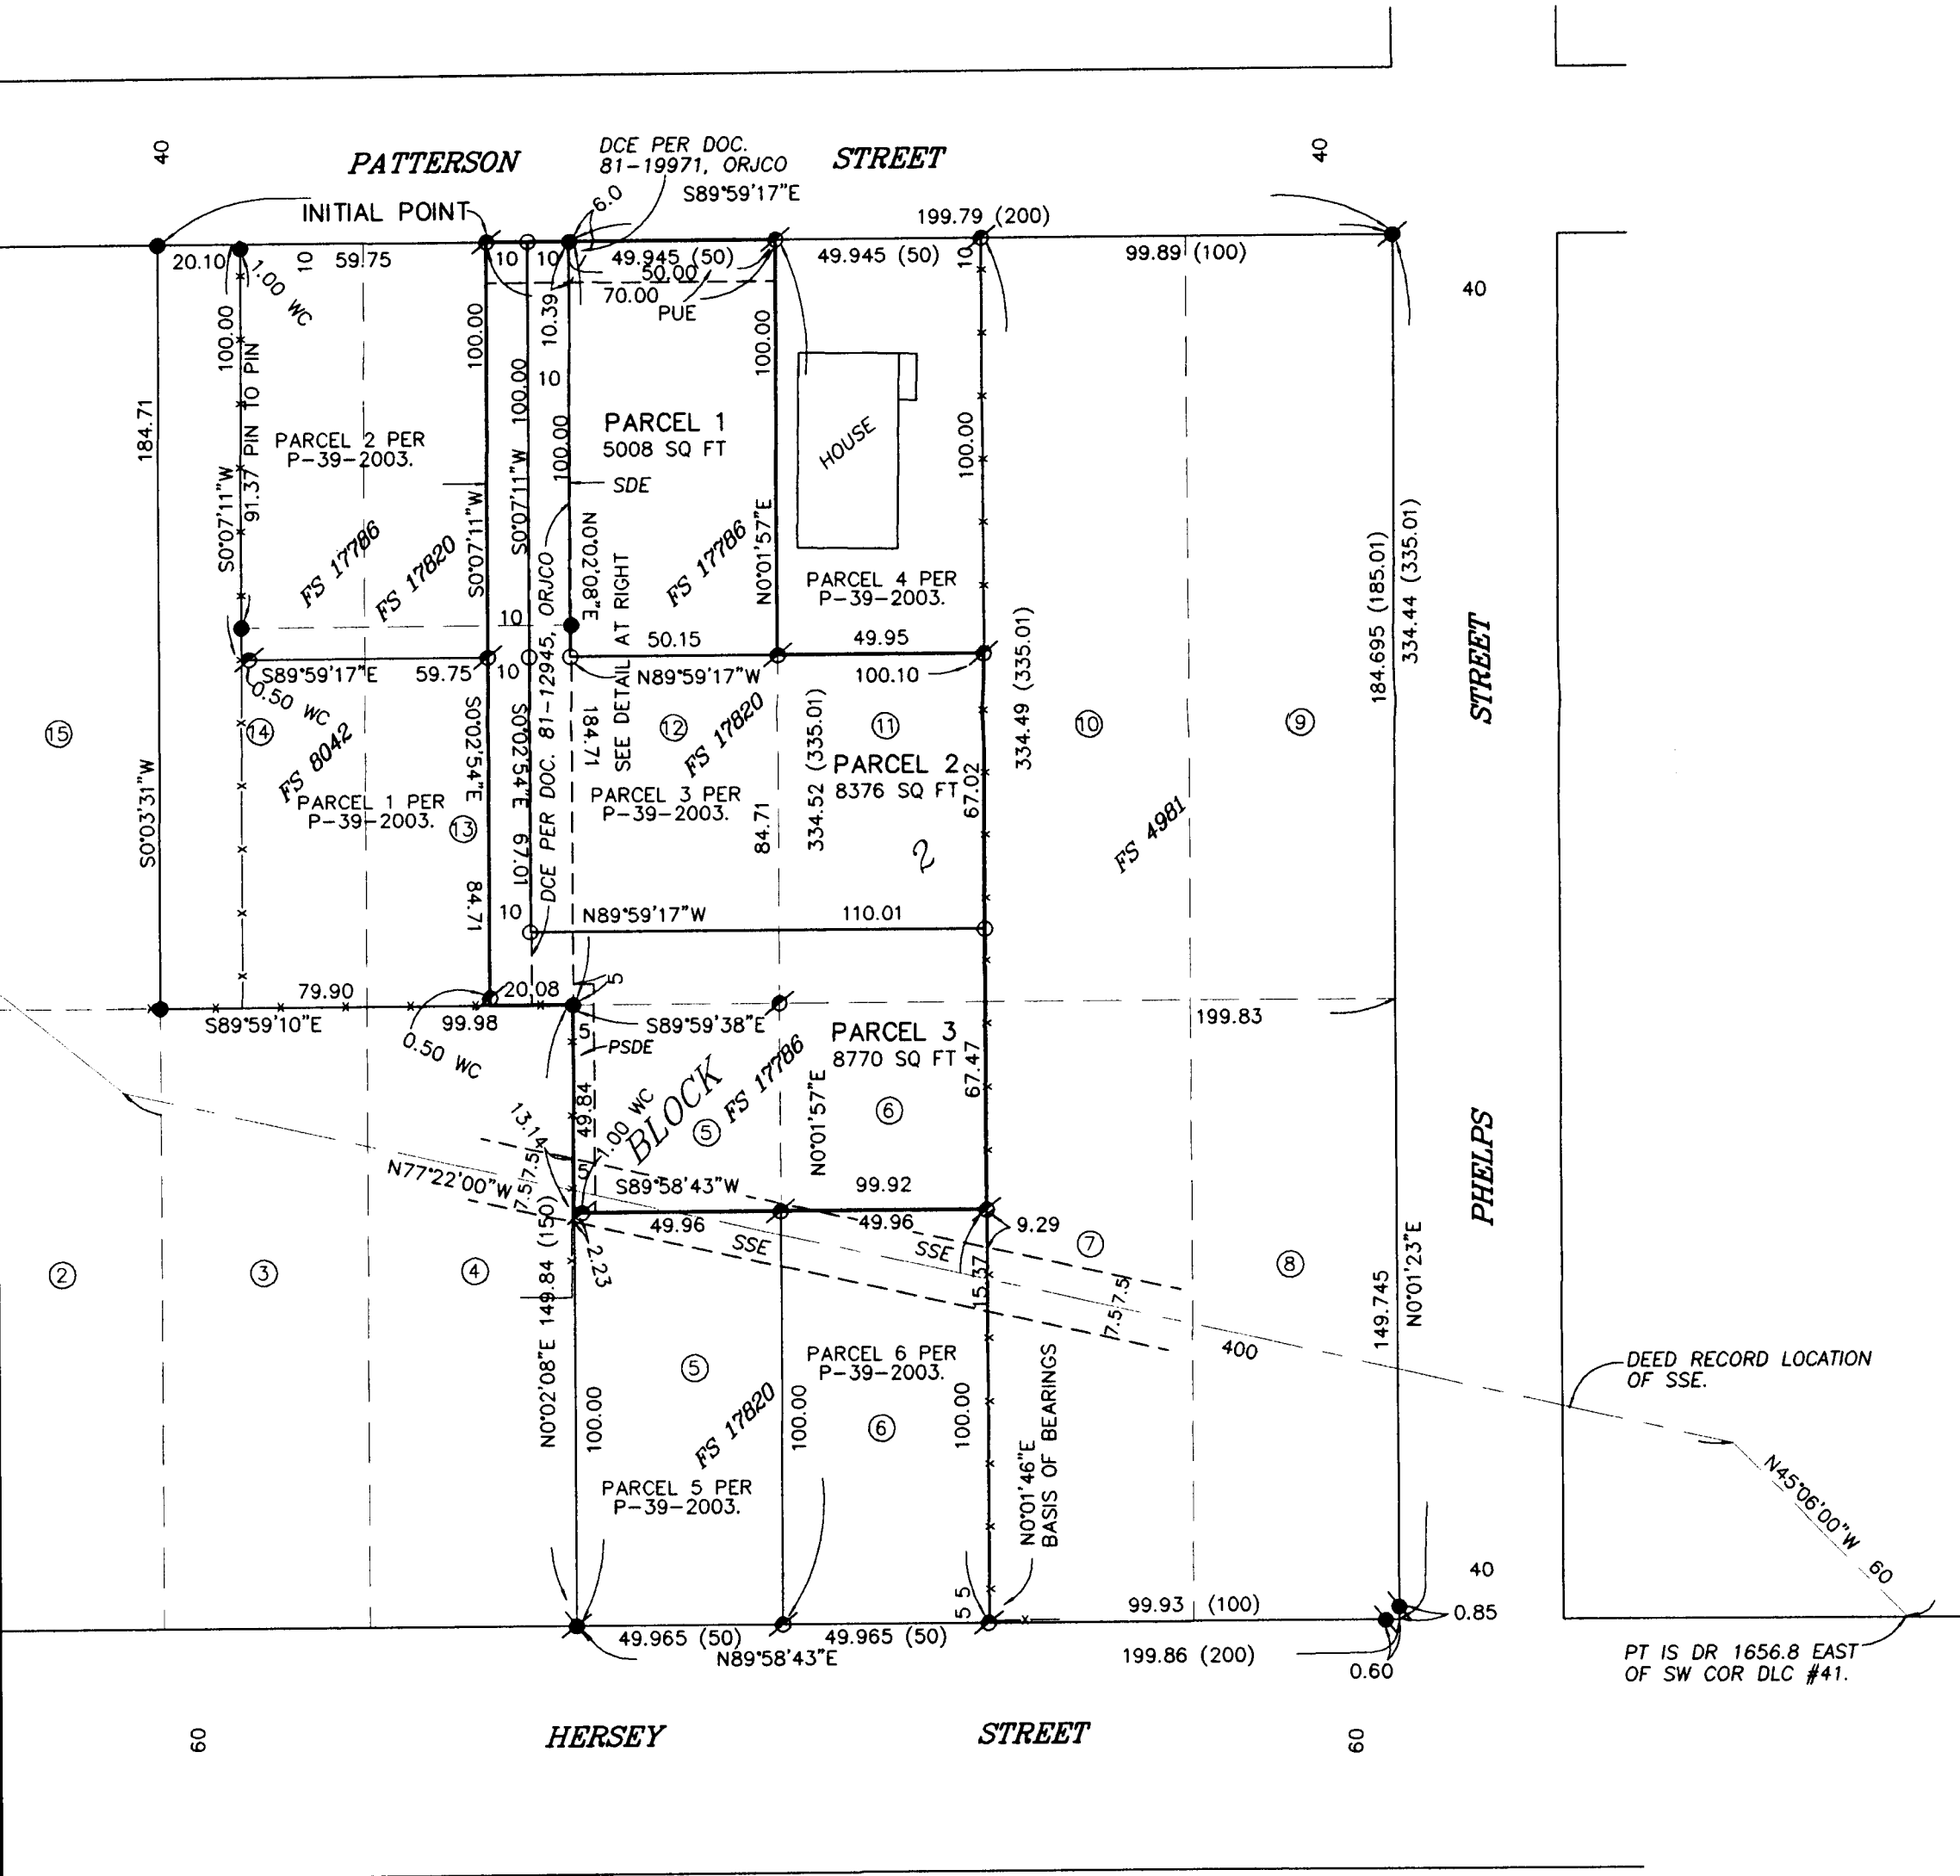 40
PATTERSON
STREET
40
DCE PER DOC.
81-19971, ORJCO
S89°59'17"E
INITIAL POINT
6.0
199.79 (200)
20.10
1.00 WC
10
59.75
10
10
49.945 (50)
50.00
70.00
PUE
49.945 (50)
10
99.89 (100)
40
184.71
100.00
91.37 PIN TO PIN
S0°07'11"W
PARCEL 2 PER
P-39-2003.
FS 17786
FS 17820
100.00
S0°07'11"W
100.00
S0°07'11"W
10.39
10
100.00
PARCEL 1
5008 SQ FT
SDE
N0°02'08"E
SEE DETAIL AT RIGHT
FS 17786
100.00
N0°01'57"E
HOUSE
100.00
PARCEL 4 PER
P-39-2003.
184.695 (185.01)
334.44 (335.01)
STREET
10
50.15
49.95
S89°59'17"E
59.75
10
N89°59'17"W
100.10
0.50 WC
334.49 (335.01)
15
14
FS 8042
S0°03'31"W
PARCEL 1 PER
P-39-2003.
13
S0°02'54"E
84.71
S0°02'54"E
67.01
10
DCE PER DOC. 81-12945, ORJCO
184.71
12
FS 17820
PARCEL 3 PER
P-39-2003.
84.71
334.52 (335.01)
11
PARCEL 2
8376 SQ FT
67.02
2
10
9
FS 4981
N89°59'17"W
110.01
79.90
20.08
5
S89°59'10"E
99.98
S89°59'38"E
199.83
0.50 WC
5
PSDE
PARCEL 3
8770 SQ FT
67.47
BLOCK
FS 17786
49.84
1.00 WC
13.14
5
6
N0°01'57"E
N77°22'00"W
7.5
7.5
5
S89°58'43"W
99.92
49.96
49.96
9.29
SSE
SSE
2.23
15.37
7
8
7.5
7.5
400
PHELPS
N0°01'23"E
149.745
2
3
4
N0°02'08"E 149.84 (150)
DEED RECORD LOCATION
OF SSE.
5
PARCEL 6 PER
P-39-2003.
100.00
FS 17820
100.00
6
100.00
N0°01'46"E
BASIS OF BEARINGS
N45°06'00"W
60
PARCEL 5 PER
P-39-2003.
40
5
5
99.93 (100)
0.85
49.965 (50)
49.965 (50)
N89°58'43"E
199.86 (200)
0.60
PT IS DR 1656.8 EAST
OF SW COR DLC #41.
60
HERSEY
STREET
60